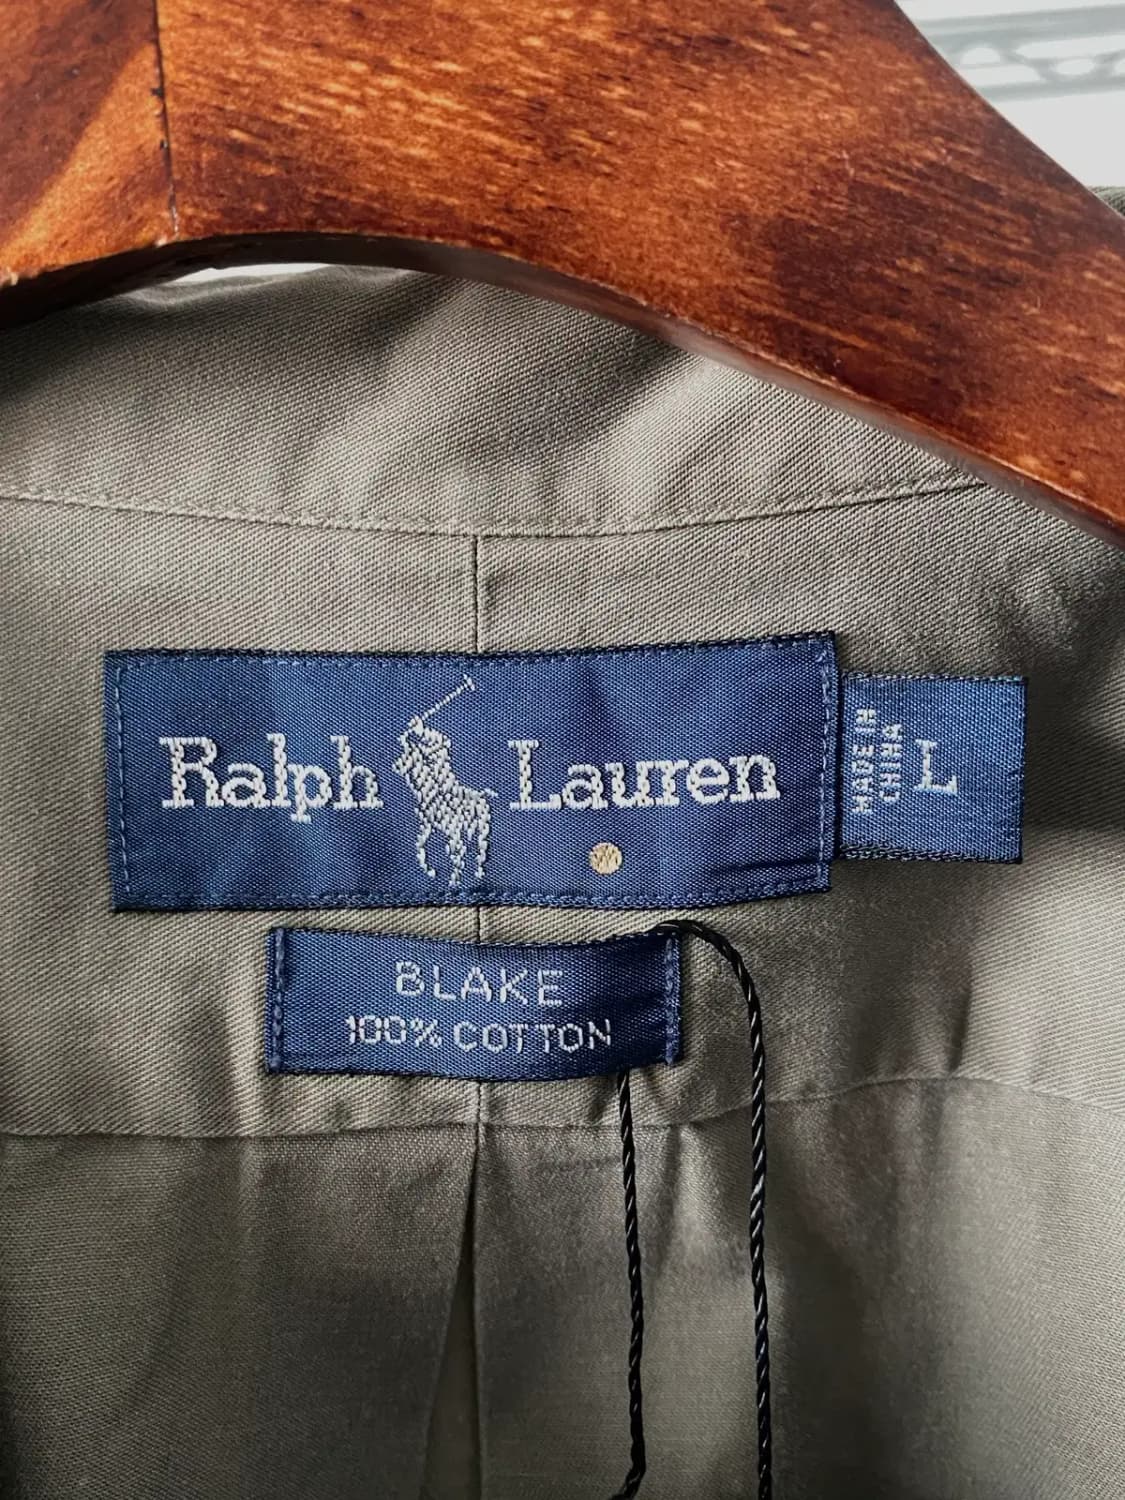 Ralph Lauren
MADE IN
CHINA
L
BLAKE
100% COTTON